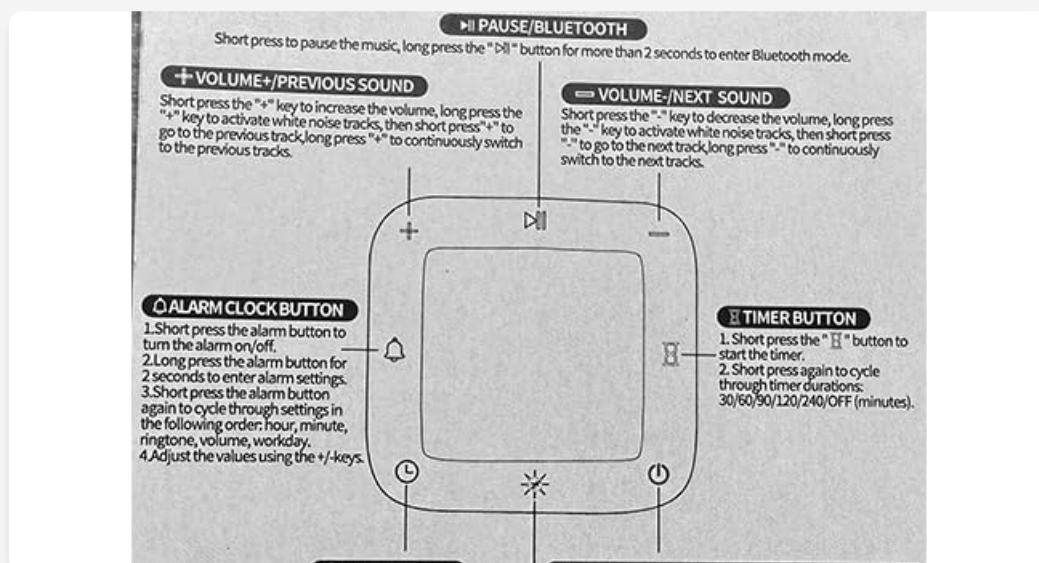 PAUSE/BLUETOOTH
Short press to pause the music, long press the "▷||" button for more than 2 seconds to enter Bluetooth mode.
VOLUME+/PREVIOUS SOUND
Short press the "+" key to increase the volume, long press the
"+" key to activate white noise tracks, then short press"+" to
go to the previous track,long press "+" to continuously switch
to the previous tracks.
VOLUME-/NEXT SOUND
Short press the "-" key to decrease the volume, long press
the "-" key to activate white noise tracks, then short press
"-" to go to the next track,long press "-" to continuously
switch to the next tracks.
ALARM CLOCK BUTTON
1.Short press the alarm button to
turn the alarm on/off.
2.Long press the alarm button for
2 seconds to enter alarm settings.
3.Short press the alarm button
again to cycle through settings in
the following order: hour, minute,
ringtone, volume, workday.
4.Adjust the values using the +/-keys.
TIMER BUTTON
1. Short press the "⌛" button to
start the timer.
2. Short press again to cycle
through timer durations:
30/60/90/120/240/OFF (minutes).